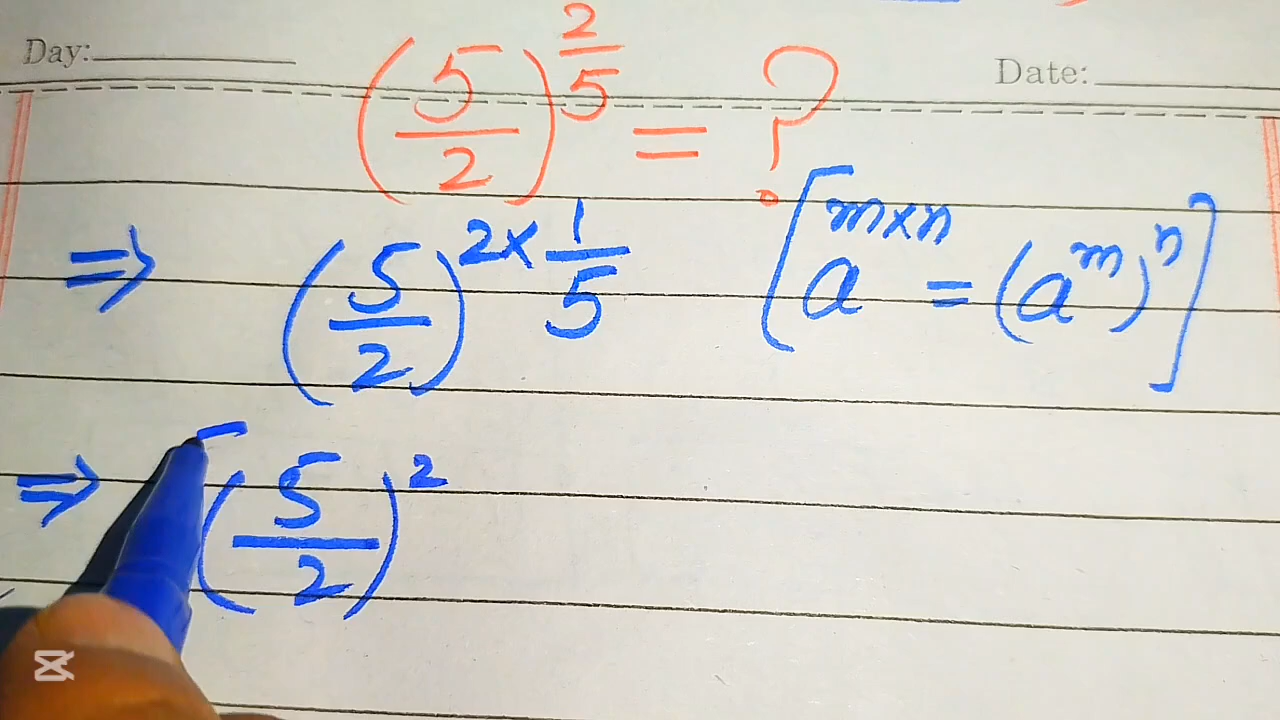 Day: Date:
(5/2)^(2/5) = ?
⇒ (5/2)^(2×1/5) [a^(m×n) = (a^m)^n]
⇒ [(5/2)^2